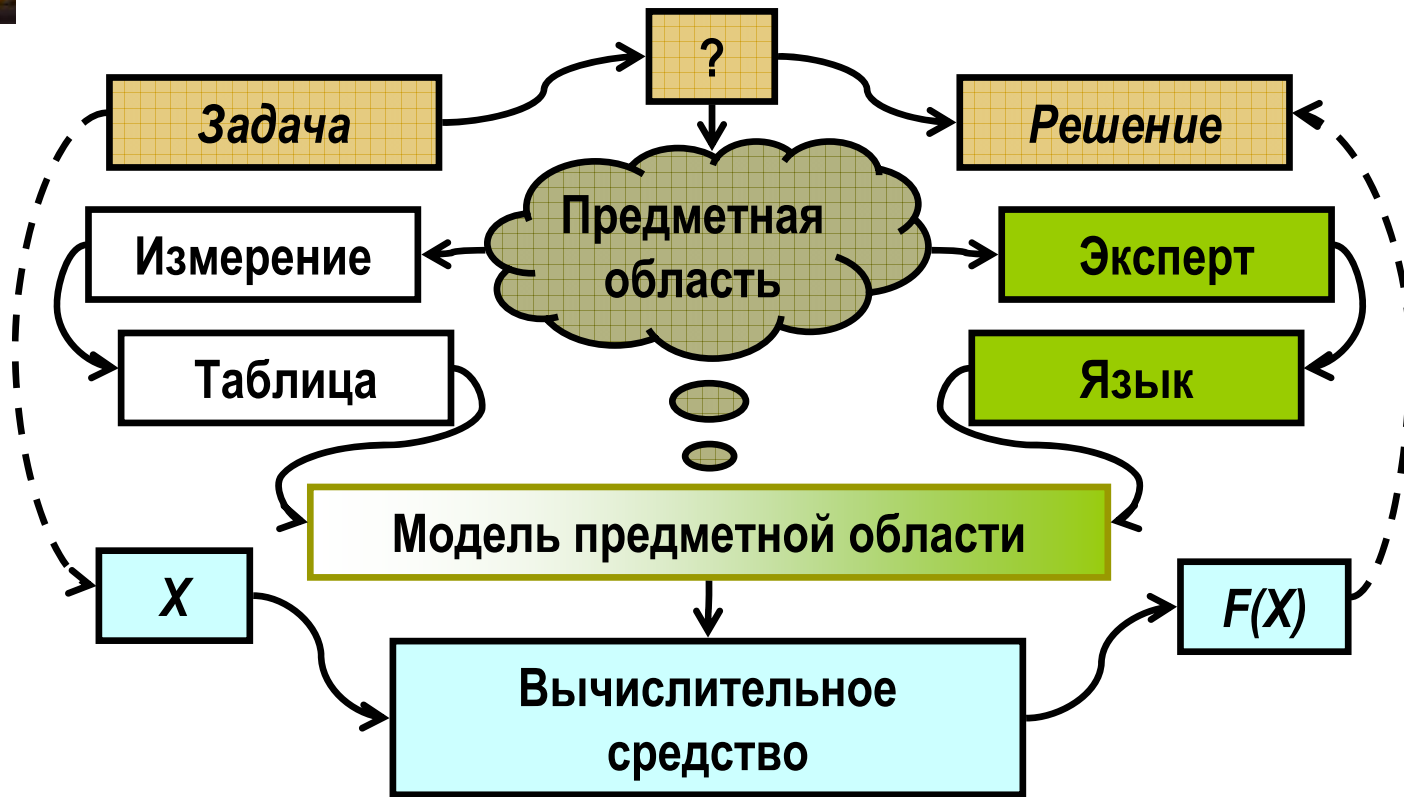 ?
Задача
Решение
Предметная
область
Измерение
Эксперт
Таблица
Язык
Модель предметной области
X
F(X)
Вычислительное
средство